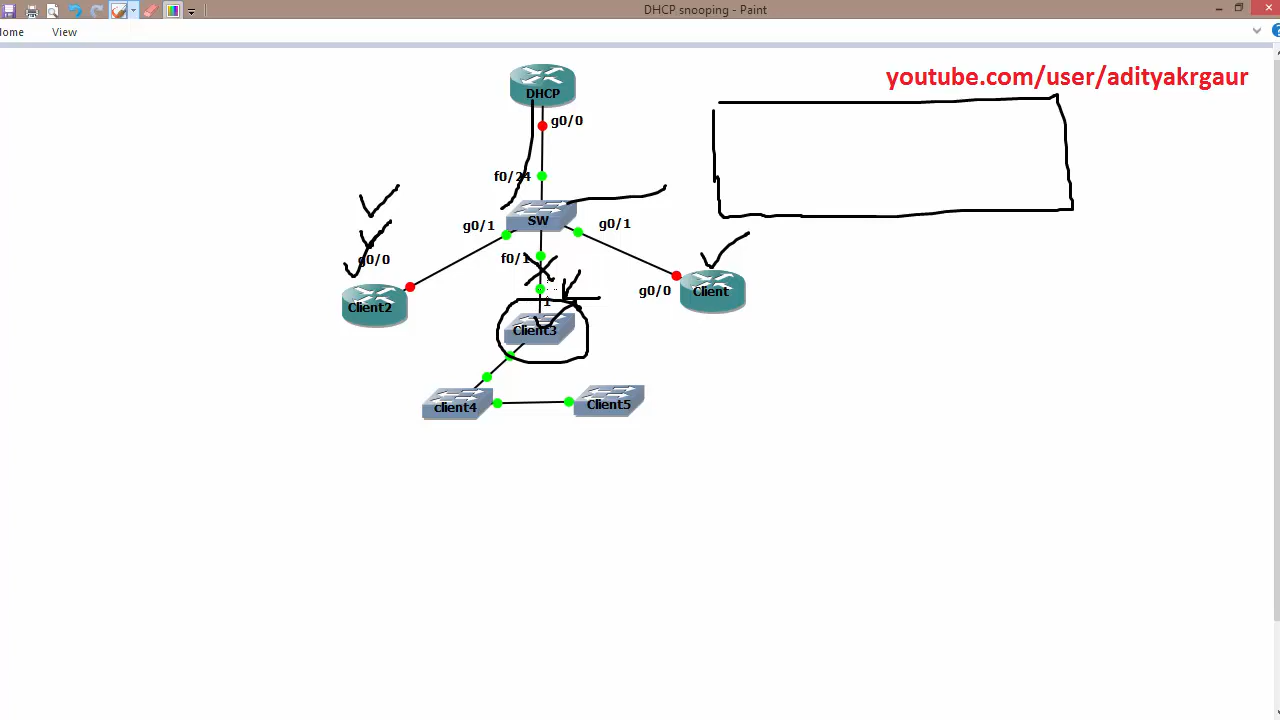 DHCP snooping - Paint
ome View
youtube.com/user/adityakrgaur
DHCP
g0/0
f0/24
SW
g0/1 g0/1
f0/1
g0/0
g0/0 Client
Client2
1
Client3
client4 Client5